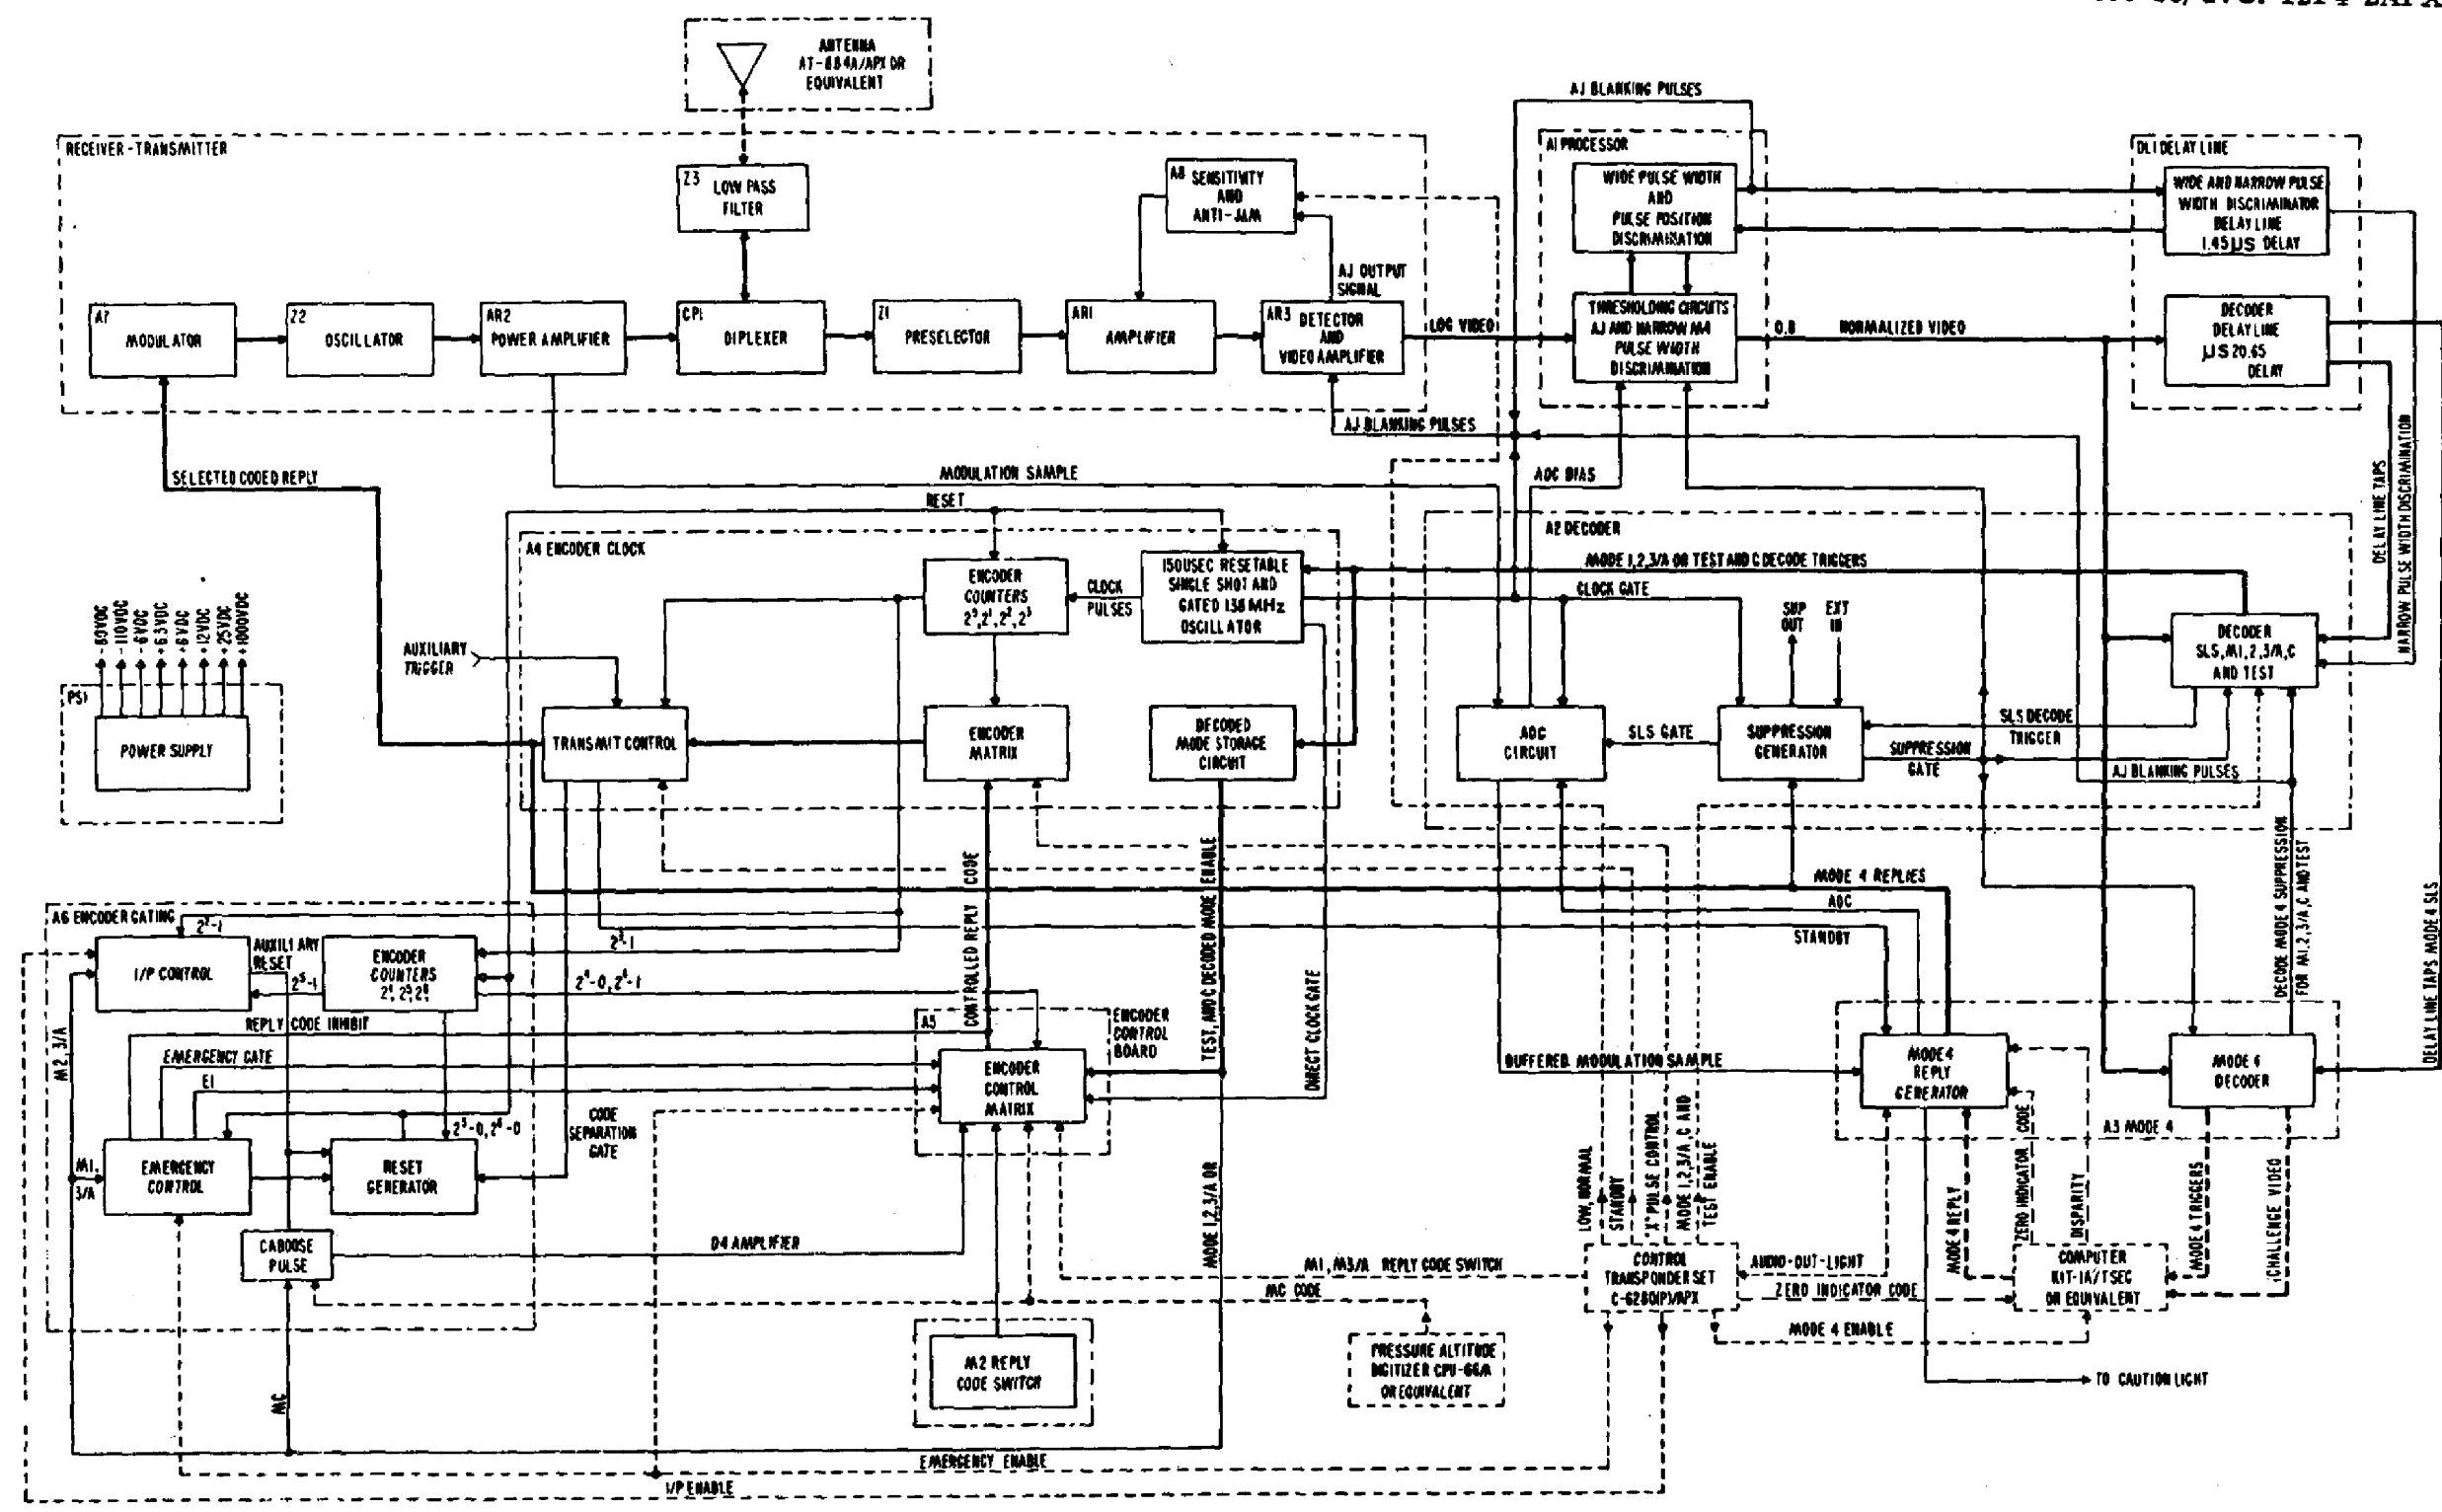 ANTENNA
AT-884A/APX OR
EQUIVALENT
AJ BLANKING PULSES
RECEIVER-TRANSMITTER
Z3
LOW PASS
FILTER
A8 SENSITIVITY
AND
ANTI-JAM
A1 PROCESSOR
WIDE PULSE WIDTH
AND
PULSE POSITION
DISCRIMINATION
DL1 DELAY LINE
WIDE AND NARROW PULSE
WIDTH DISCRIMINATOR
DELAY LINE
1.45 µS DELAY
AJ OUTPUT
SIGNAL
A7
MODULATOR
Z2
OSCILLATOR
AR2
POWER AMPLIFIER
CP1
DIPLEXER
Z1
PRESELECTOR
AR1
AMPLIFIER
AR3 DETECTOR
AND
VIDEO AMPLIFIER
LOG VIDEO
THRESHOLDING CIRCUITS
AJ AND NARROW M4
PULSE WIDTH
DISCRIMINATION
0.8
NORMALIZED VIDEO
DECODER
DELAY LINE
µS 20.65
DELAY
AJ BLANKING PULSES
SELECTED CODED REPLY
MODULATION SAMPLE
RESET
AOC BIAS
DELAY LINE TAPS
NARROW PULSE WIDTH DISCRIMINATION
A4 ENCODER CLOCK
ENCODER
COUNTERS
CLOCK
PULSES
150USEC RESETABLE
SINGLE SHOT AND
GATED 1.38 MHz
OSCILLATOR
A2 DECODER
MODE 1,2,3/A OR TEST AND C DECODE TRIGGERS
CLOCK GATE
SUP
OUT
EXT
IN
DECODER
SLS, M1, 2, 3/A, C
AND TEST
-110VDC
-6VDC
+6.3VDC
+6VDC
+12VDC
+25VDC
PS1
POWER SUPPLY
AUXILIARY
TRIGGER
TRANSMIT CONTROL
ENCODER
MATRIX
DECODED
MODE STORAGE
CIRCUIT
AOC
CIRCUIT
SLS GATE
SUPPRESSION
GENERATOR
SLS DECODE
TRIGGER
SUPPRESSION
GATE
AJ BLANKING PULSES
CONTROLLED REPLY CODE
MODE 1,2,3/A OR
TEST, AND C DECODED MODE ENABLE
DIRECT CLOCK GATE
MODE 4 REPLIES
AOC
STANDBY
DECODE MODE 4 SUPPRESSION
FOR M1,2,3/A, C AND TEST
DELAY LINE TAPS MODE 4 SLS
A6 ENCODER GATING
I/P CONTROL
AUXILIARY
RESET
ENCODER
COUNTERS
REPLY CODE INHIBIT
EMERGENCY GATE
E1
M2, 3/A
M1,
3/A
EMERGENCY
CONTROL
RESET
GENERATOR
CODE
SEPARATION
GATE
CABOOSE
PULSE
D4 AMPLIFIER
MC
A5
ENCODER
CONTROL
BOARD
ENCODER
CONTROL
MATRIX
BUFFERED MODULATION SAMPLE
MODE 4
REPLY
GENERATOR
MODE 4
DECODER
A3 MODE 4
LOW, NORMAL
STANDBY
"X" PULSE CONTROL
MODE 1,2,3/A, C AND
TEST ENABLE
MODE 4 REPLY
ZERO INDICATOR CODE
DISPARITY
MODE 4 TRIGGERS
CHALLENGE VIDEO
M1, M3/A REPLY CODE SWITCH
MC CODE
CONTROL
TRANSPONDER SET
C-6280(P)/APX
AUDIO-OUT-LIGHT
ZERO INDICATOR CODE
COMPUTER
KIT-1A/TSEC
OR EQUIVALENT
MODE 4 ENABLE
M2 REPLY
CODE SWITCH
PRESSURE ALTITUDE
DIGITIZER CPU-66/A
OR EQUIVALENT
TO CAUTION LIGHT
EMERGENCY ENABLE
I/P ENABLE